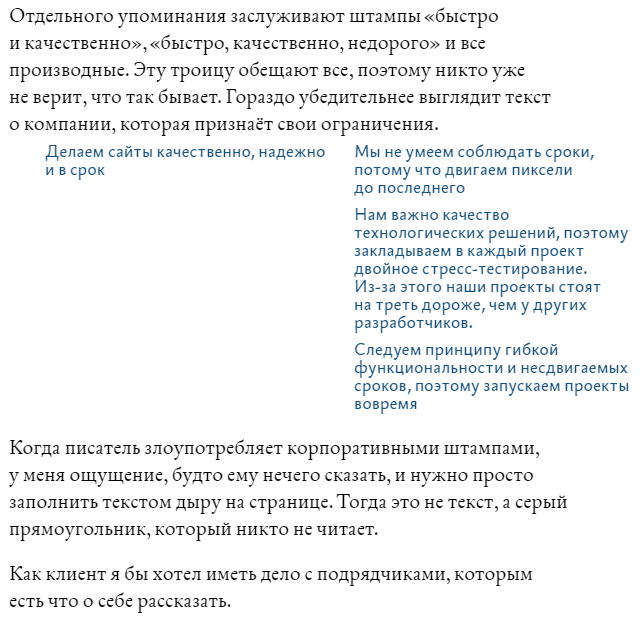 Отдельного упоминания заслуживают штампы «быстро
и качественно», «быстро, качественно, недорого» и все
производные. Эту троицу обещают все, поэтому никто уже
не верит, что так бывает. Гораздо убедительнее выглядит текст
о компании, которая признаёт свои ограничения.
Делаем сайты качественно, надежно
и в срок
Мы не умеем соблюдать сроки,
потому что двигаем пиксели
до последнего
Нам важно качество
технологических решений, поэтому
закладываем в каждый проект
двойное стресс-тестирование.
Из-за этого наши проекты стоят
на треть дороже, чем у других
разработчиков.
Следуем принципу гибкой
функциональности и несдвигаемых
сроков, поэтому запускаем проекты
вовремя
Когда писатель злоупотребляет корпоративными штампами,
у меня ощущение, будто ему нечего сказать, и нужно просто
заполнить текстом дыру на странице. Тогда это не текст, а серый
прямоугольник, который никто не читает.
Как клиент я бы хотел иметь дело с подрядчиками, которым
есть что о себе рассказать.